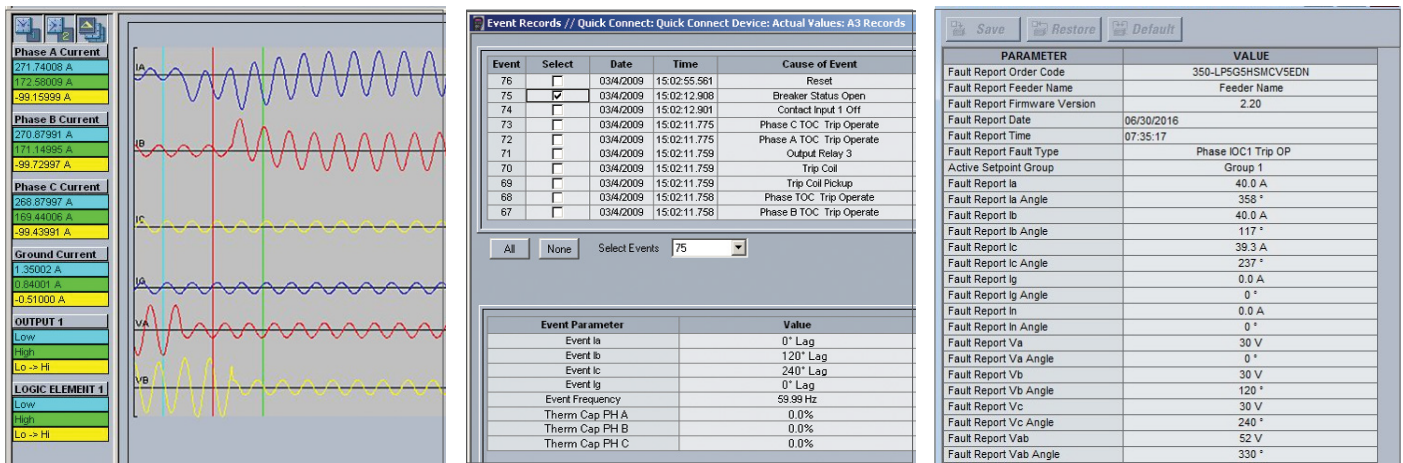 2
Phase A Current
271.74008 A
172.58009 A
-99.15999 A
Phase B Current
270.87991 A
171.14995 A
-99.72997 A
Phase C Current
268.87997 A
169.44006 A
-99.43991 A
Ground Current
1.35002 A
0.84001 A
-0.51000 A
OUTPUT 1
Low
High
Lo -> Hi
LOGIC ELEMENT 1
Low
High
Lo -> Hi
IA
IB
IC
IG
VA
VB
Event Records // Quick Connect: Quick Connect Device: Actual Values: A3 Records
Event Select Date Time Cause of Event
76 03/4/2009 15:02:55.561 Reset
75 03/4/2009 15:02:12.908 Breaker Status Open
74 03/4/2009 15:02:12.901 Contact Input 1 Off
73 03/4/2009 15:02:11.775 Phase C TOC Trip Operate
72 03/4/2009 15:02:11.775 Phase A TOC Trip Operate
71 03/4/2009 15:02:11.759 Output Relay 3
70 03/4/2009 15:02:11.759 Trip Coil
69 03/4/2009 15:02:11.759 Trip Coil Pickup
68 03/4/2009 15:02:11.758 Phase TOC Trip Operate
67 03/4/2009 15:02:11.758 Phase B TOC Trip Operate
All None Select Events 75
Event Parameter Value
Event Ia 0° Lag
Event Ib 120° Lag
Event Ic 240° Lag
Event Ig 0° Lag
Event Frequency 59.99 Hz
Therm Cap PH A 0.0%
Therm Cap PH B 0.0%
Therm Cap PH C 0.0%
Save Restore Default
PARAMETER VALUE
Fault Report Order Code 350-LP5G5HSMCV5EDN
Fault Report Feeder Name Feeder Name
Fault Report Firmware Version 2.20
Fault Report Date 06/30/2016
Fault Report Time 07:35:17
Fault Report Fault Type Phase IOC1 Trip OP
Active Setpoint Group Group 1
Fault Report Ia 40.0 A
Fault Report Ia Angle 358 °
Fault Report Ib 40.0 A
Fault Report Ib Angle 117 °
Fault Report Ic 39.3 A
Fault Report Ic Angle 237 °
Fault Report Ig 0.0 A
Fault Report Ig Angle 0 °
Fault Report In 0.0 A
Fault Report In Angle 0 °
Fault Report Va 30 V
Fault Report Va Angle 0 °
Fault Report Vb 30 V
Fault Report Vb Angle 120 °
Fault Report Vc 30 V
Fault Report Vc Angle 240 °
Fault Report Vab 52 V
Fault Report Vab Angle 330 °